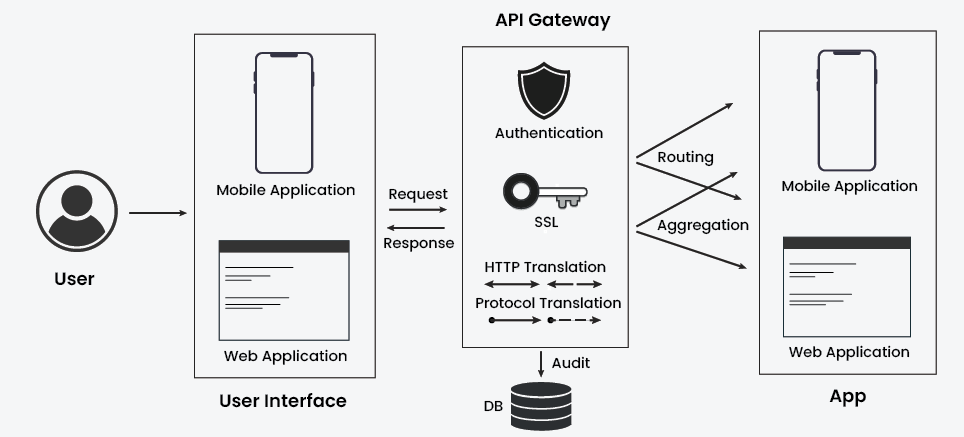 API Gateway
Authentication
SSL
HTTP Translation
Protocol Translation
User
Mobile Application
Web Application
User Interface
Request
Response
Routing
Aggregation
Audit
DB
Mobile Application
Web Application
App